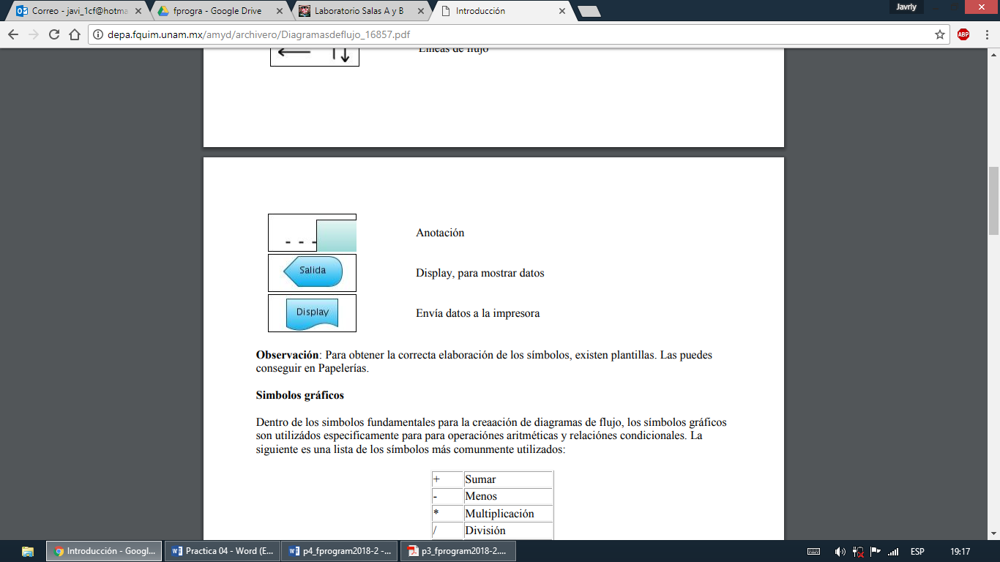 Correo - javi_1cf@hotma
fprogra - Google Drive
Laboratorio Salas A y B
Introducción
Javrly
depa.fquim.unam.mx/amyd/archivero/Diagramasdeflujo_16857.pdf
ABP
Líneas de flujo
Anotación
Salida
Display, para mostrar datos
Display
Envía datos a la impresora
Observación: Para obtener la correcta elaboración de los símbolos, existen plantillas. Las puedes
conseguir en Papelerías.
Simbolos gráficos
Dentro de los simbolos fundamentales para la creaación de diagramas de flujo, los símbolos gráficos
son utilizádos especificamente para para operaciónes aritméticas y relaciónes condicionales. La
siguiente es una lista de los símbolos más comunmente utilizados:
+ Sumar
- Menos
* Multiplicación
/ División
Introducción - Googl...
Practica 04 - Word (E...
p4_fprogram2018-2 -...
p3_fprogram2018-2....
ESP
19:17